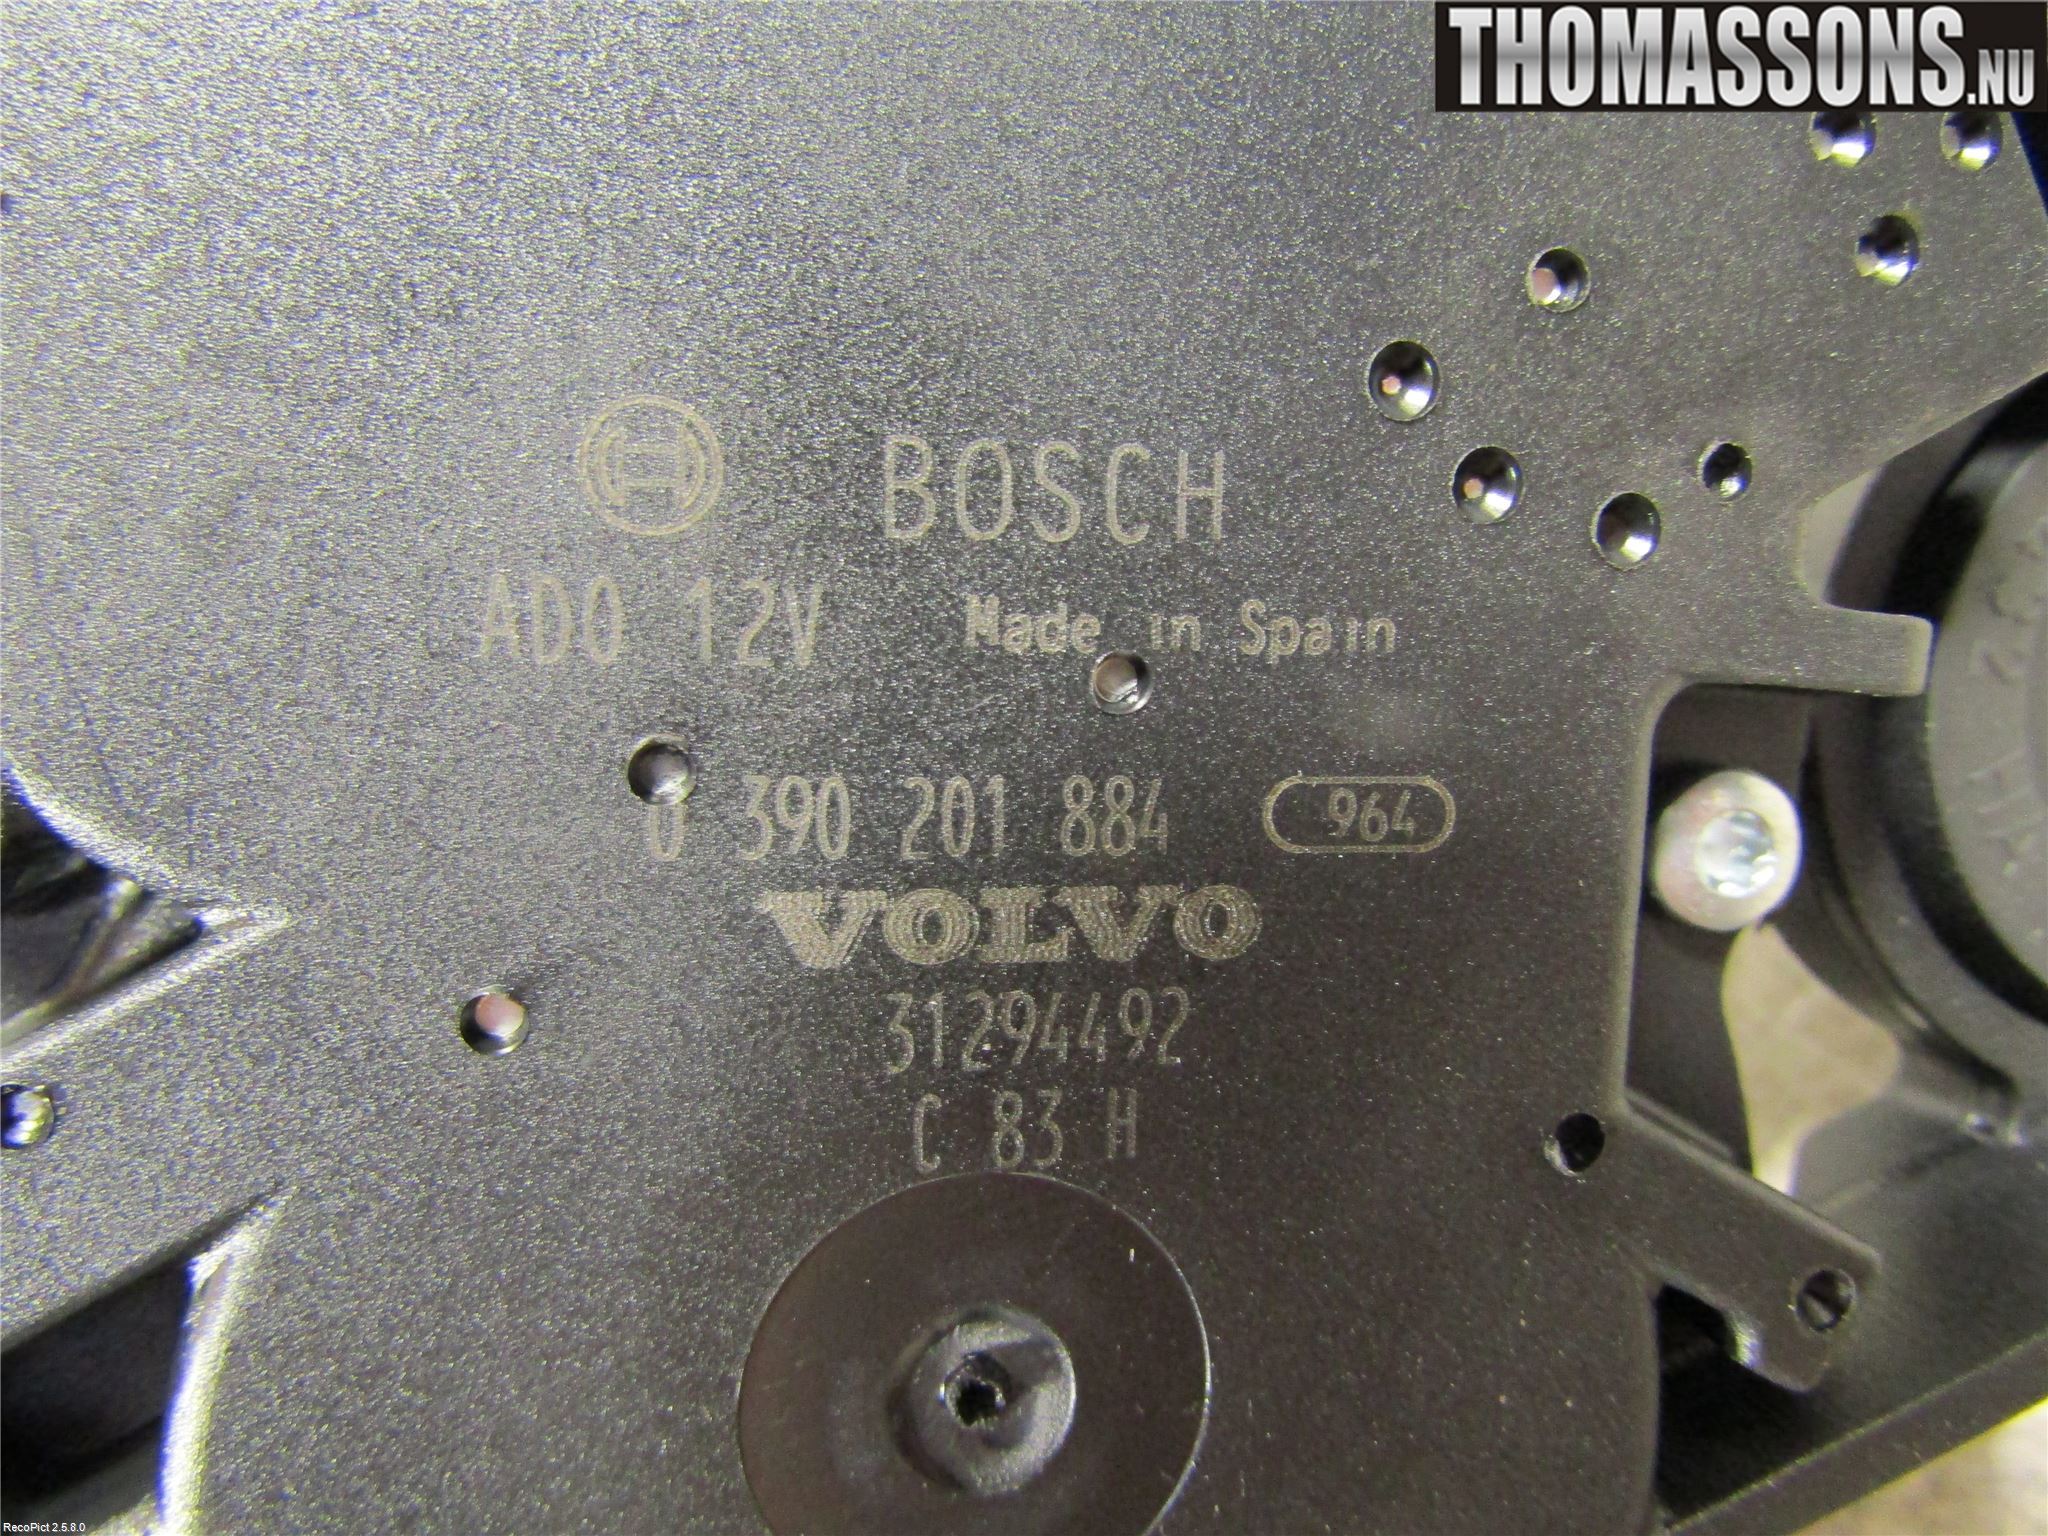 THOMASSONS.NU
BOSCH
ADO 12V Made in Spain
0 390 201 884 964
VOLVO
31294492
C 83 H
RecoPict 2.5.8.0